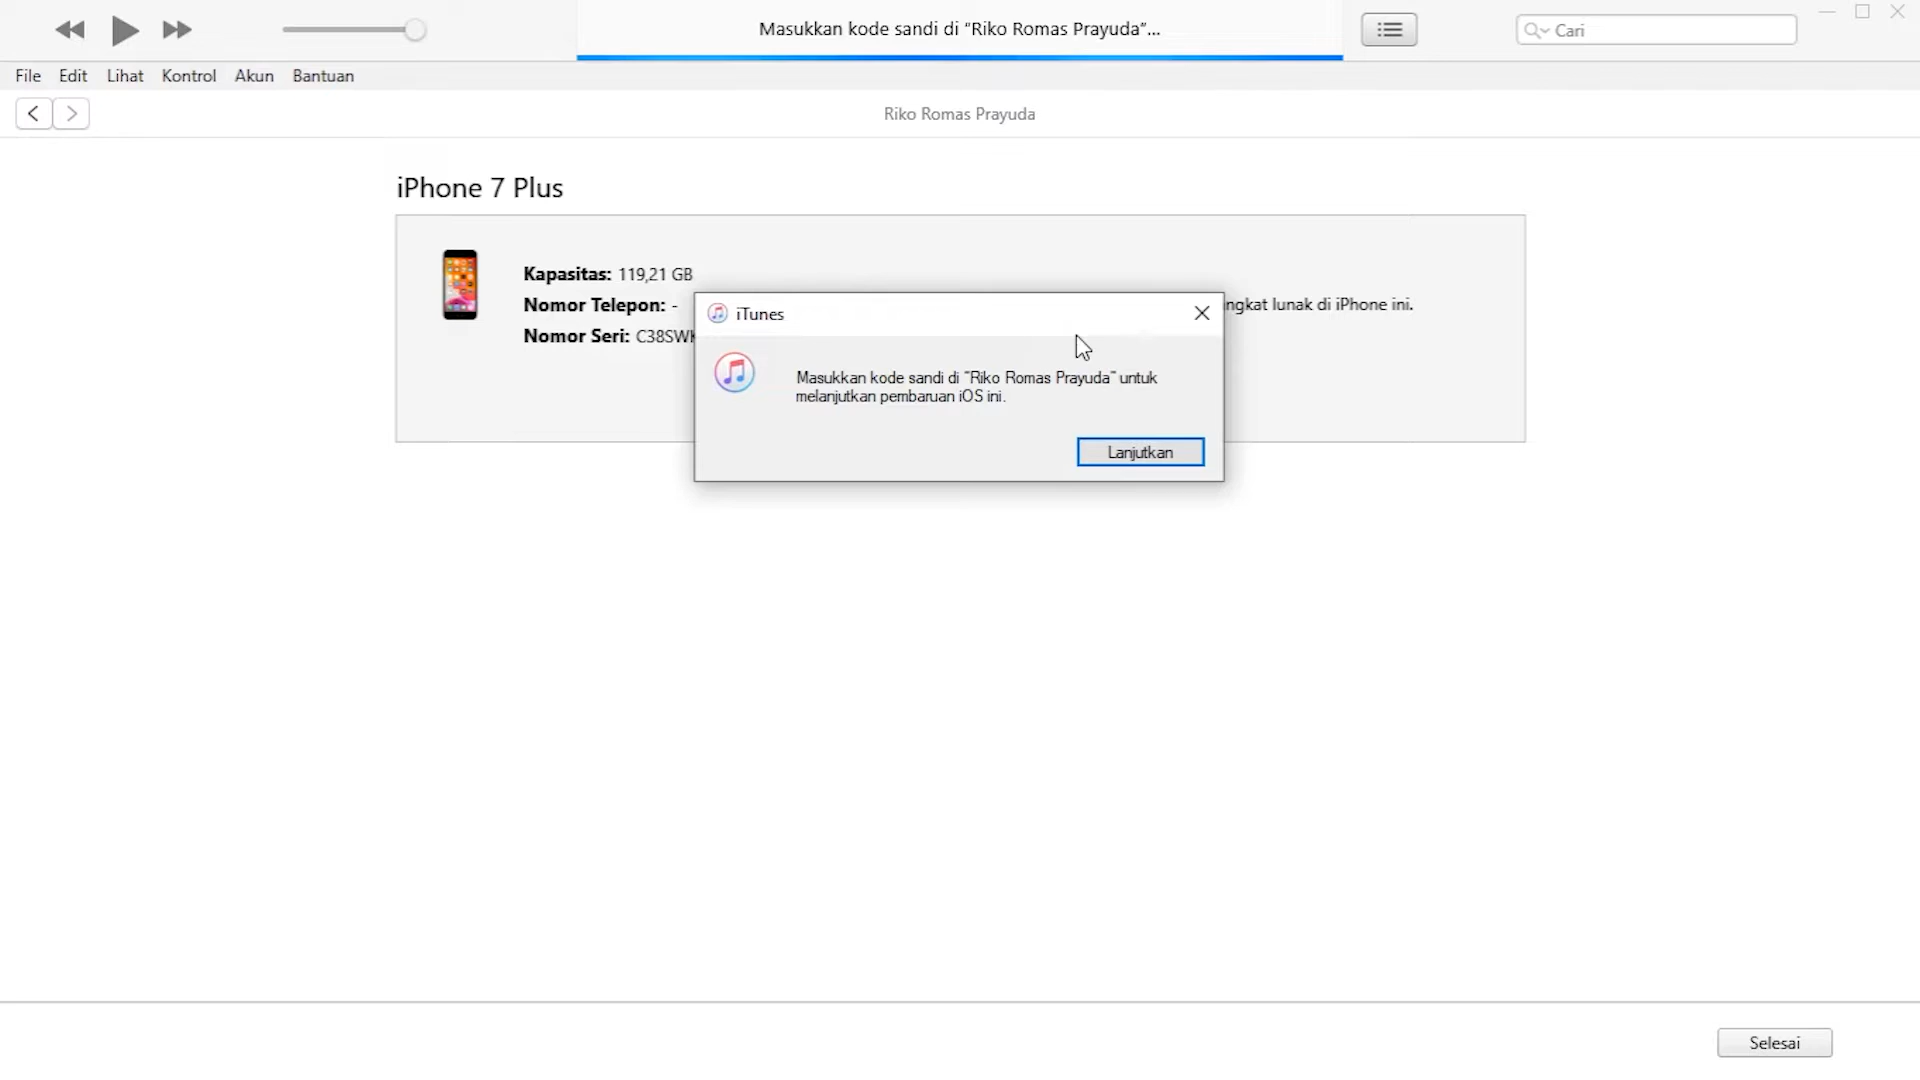 Masukkan kode sandi di “Riko Romas Prayuda”...
Cari
File Edit Lihat Kontrol Akun Bantuan
Riko Romas Prayuda
iPhone 7 Plus
Kapasitas: 119,21 GB
Nomor Telepon: -
ngkat lunak di iPhone ini.
Nomor Seri: C38SWK
iTunes
Masukkan kode sandi di "Riko Romas Prayuda" untuk
melanjutkan pembaruan iOS ini.
Lanjutkan
Selesai